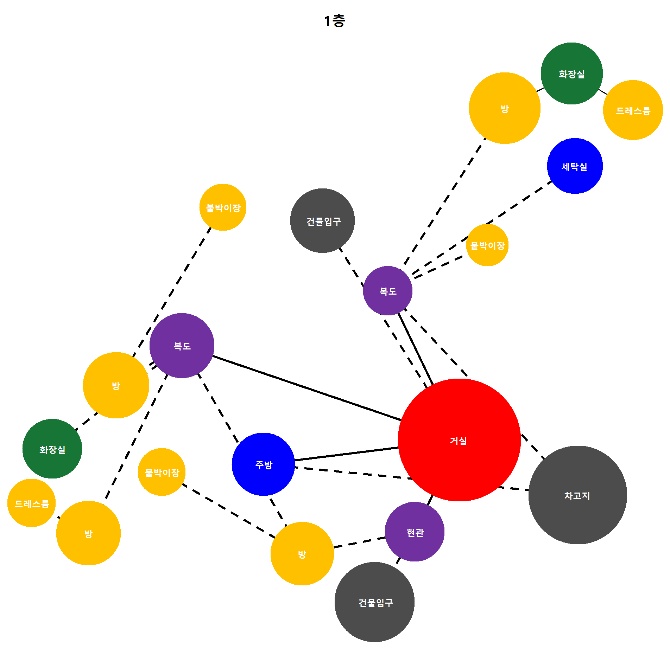 1층
화장실
방
드레스룸
세탁실
붙박이장
건물입구
붙박이장
복도
복도
방
거실
화장실
주방
붙박이장
차고지
드레스룸
방
현관
방
건물입구